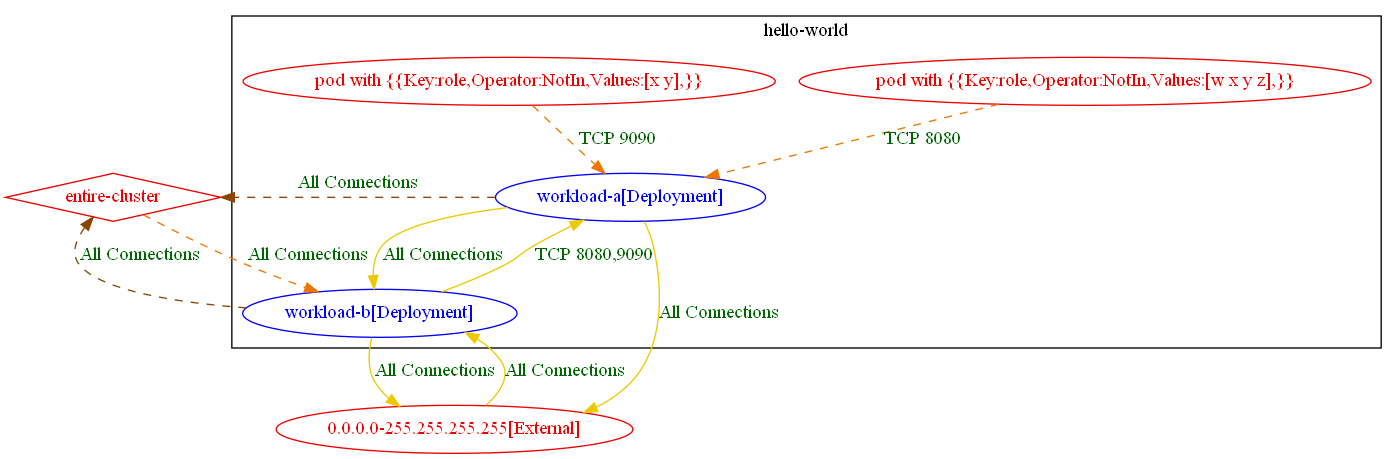 hello-world
pod with {{Key:role,Operator:NotIn,Values:[x y],}}
pod with {{Key:role,Operator:NotIn,Values:[w x y z],}}
TCP 9090
TCP 8080
entire-cluster
All Connections
workload-a[Deployment]
All Connections
All Connections
All Connections
TCP 8080,9090
workload-b[Deployment]
All Connections
All Connections
All Connections
0.0.0.0-255.255.255.255[External]